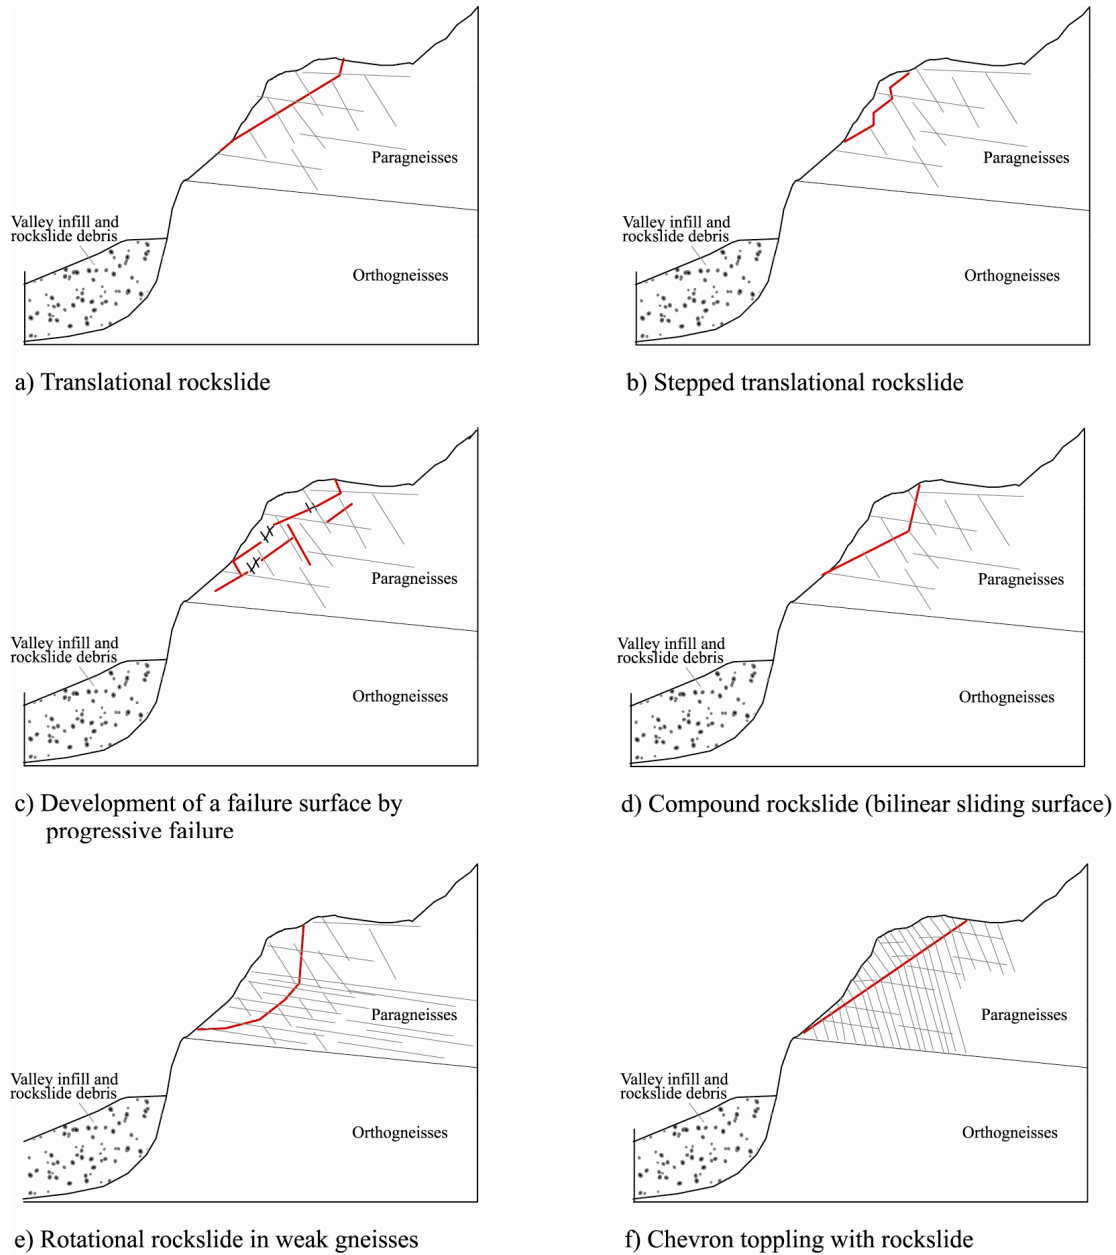 Paragneisses
Valley infill and
rockslide debris
Orthogneisses
a) Translational rockslide
Paragneisses
Valley infill and
rockslide debris
Orthogneisses
b) Stepped translational rockslide
Paragneisses
Valley infill and
rockslide debris
Orthogneisses
c) Development of a failure surface by
progressive failure
Paragneisses
Valley infill and
rockslide debris
Orthogneisses
d) Compound rockslide (bilinear sliding surface)
Paragneisses
Valley infill and
rockslide debris
Orthogneisses
e) Rotational rockslide in weak gneisses
Paragneisses
Valley infill and
rockslide debris
Orthogneisses
f) Chevron toppling with rockslide